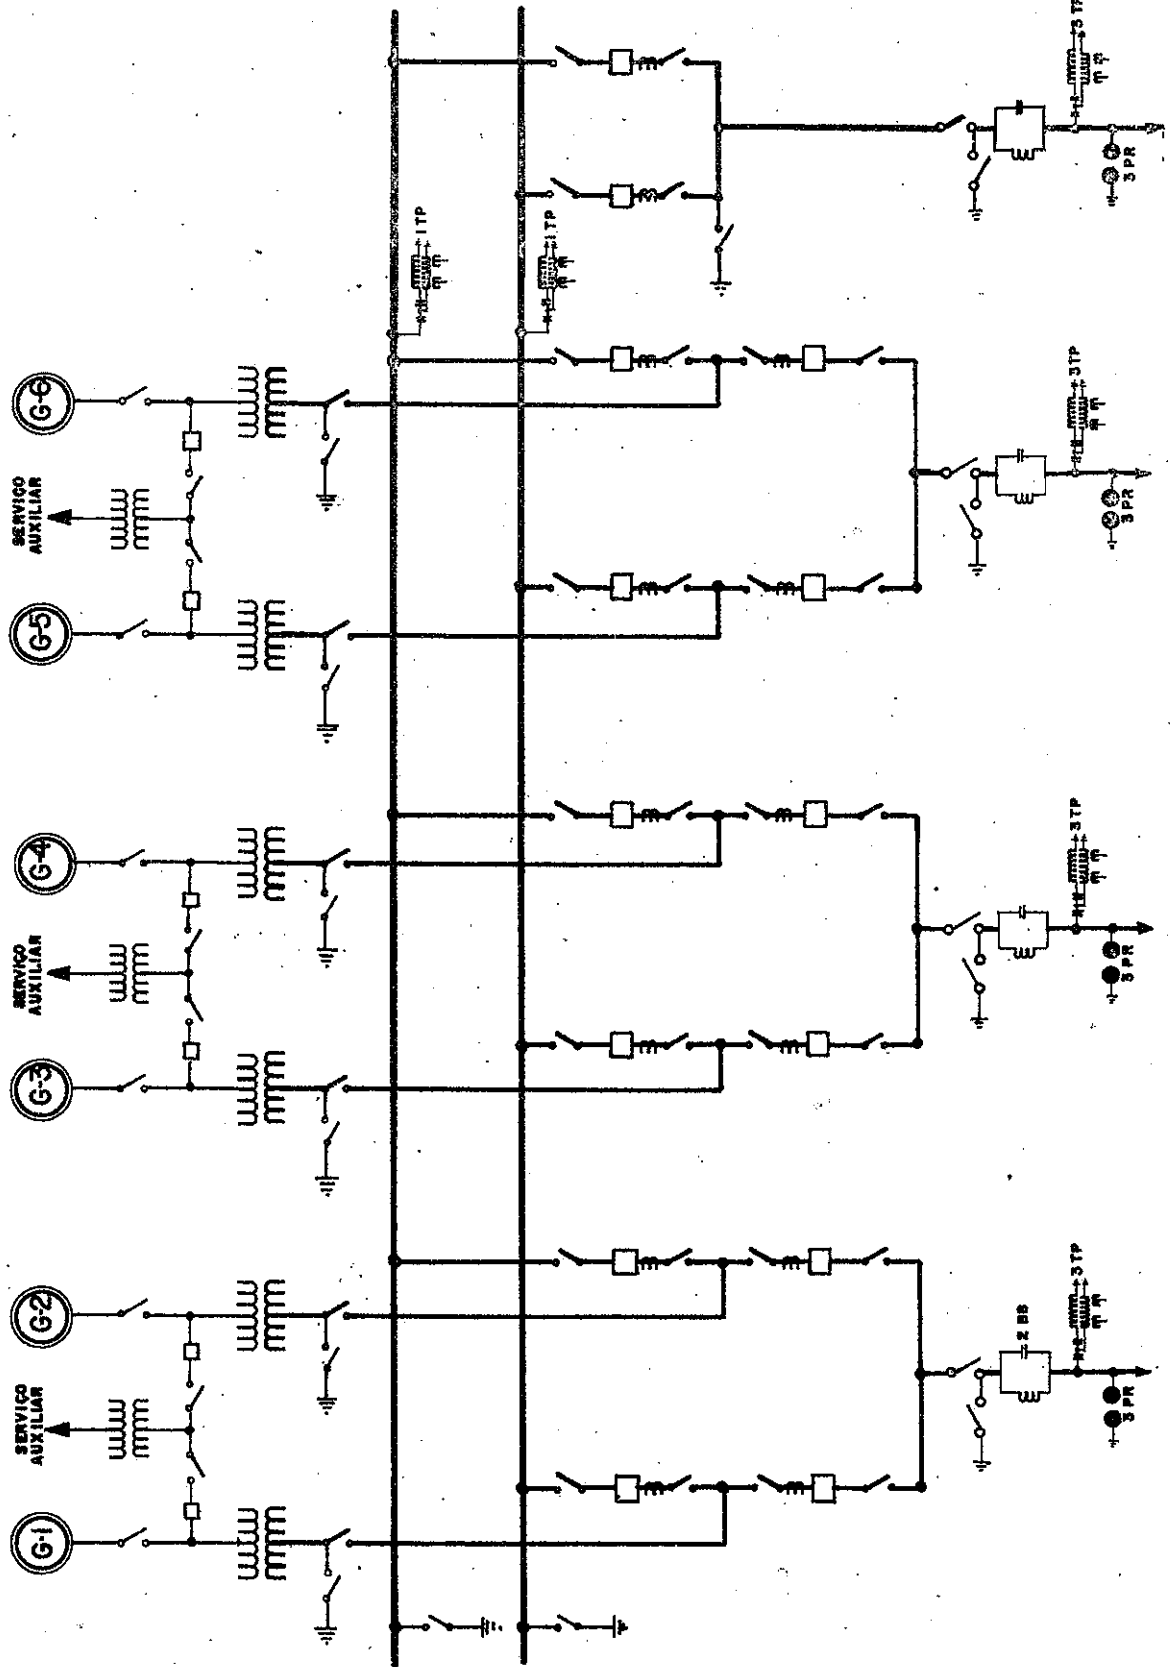 SERVIÇO
AUXILIAR
SERVIÇO
AUXILIAR
SERVIÇO
AUXILIAR
G-1
G-2
G-3
G-4
G-5
G-6
1 TP
1 TP
2 BB
3 TP
3 TP
3 TP
3 TP
3 PR
3 PR
3 PR
3 PR